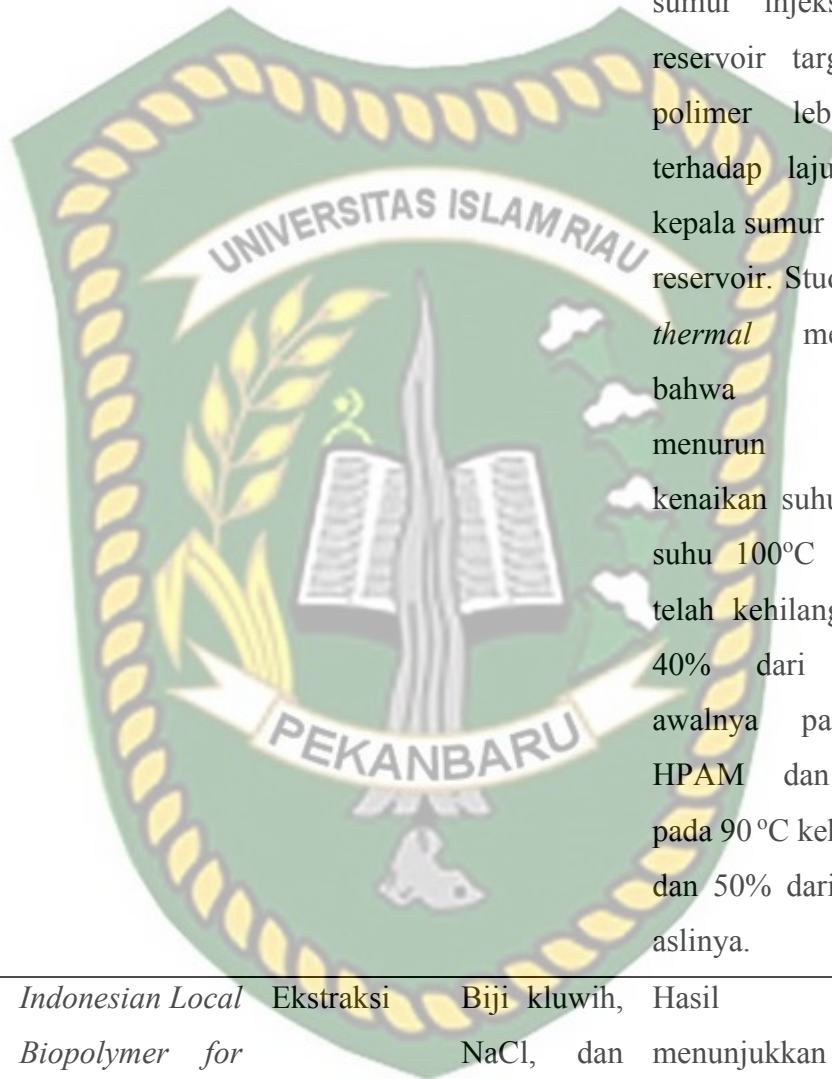 sumur injeks
reservoir targ
polimer leb
terhadap laju
kepala sumur
reservoir. Stud
thermal me
bahwa
menurun
kenaikan suhu
suhu 100°C
telah kehilang
40% dari
awalnya pa
HPAM dan
pada 90 °C kel
dan 50% dari
aslinya.
Indonesian Local Ekstraksi Biji kluwih, Hasil
Biopolymer for NaCl, dan menunjukkan
UNIVERSITAS ISLAM RIAU
PEKANBARU